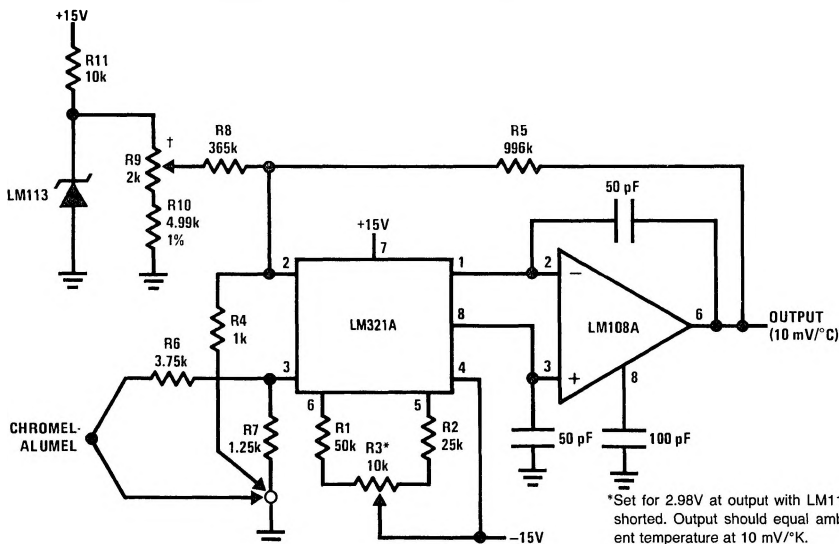 +15V
R11
10k
†
R9
2k
R8
365k
R5
996k
LM113
R10
4.99k
1%
50 pF
+15V
7
2
1
2
−
R4
1k
LM321A
8
LM108A
6
OUTPUT
(10 mV/°C)
R6
3.75k
3
4
3
+
8
6
5
CHROMEL-
ALUMEL
R7
1.25k
R1
50k
R3*
10k
R2
25k
50 pF
100 pF
−15V
*Set for 2.98V at output with LM11
shorted. Output should equal amb
ent temperature at 10 mV/°K.